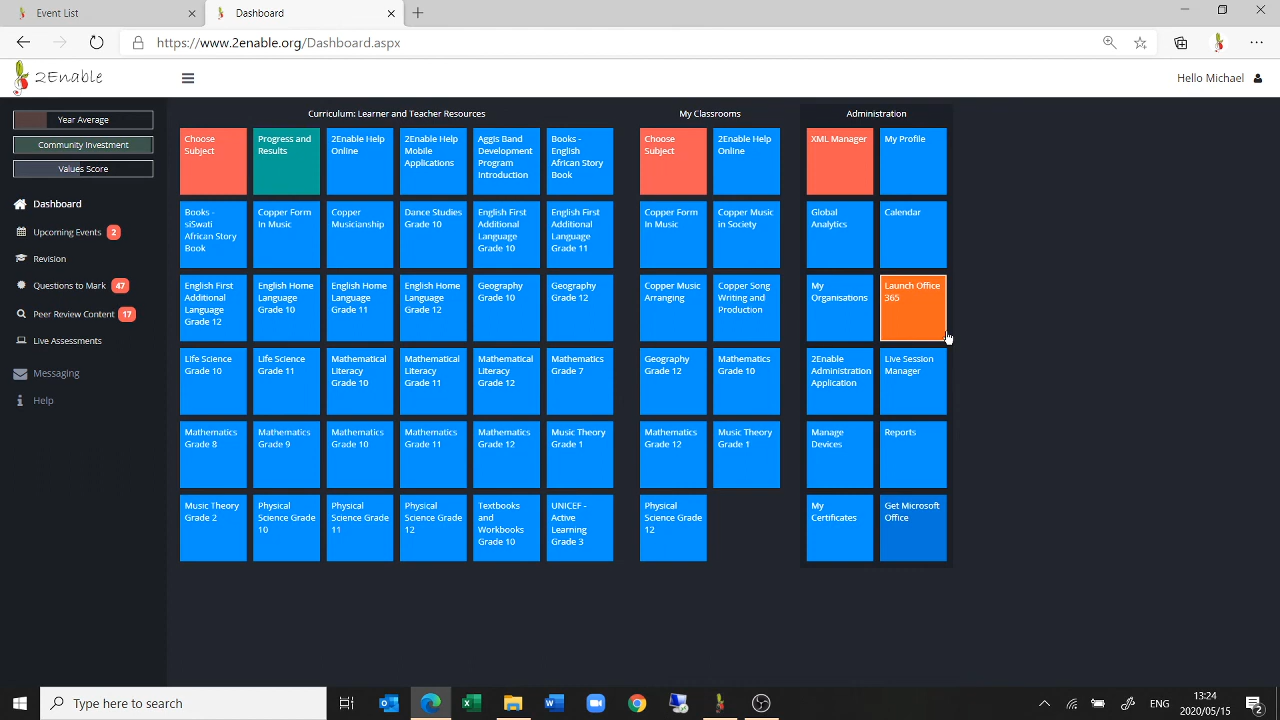 Event List
Dashboard
https://www.2enable.org/Dashboard.aspx
2Enable
Hello Michael
Year Average
Community Investment
Values Score
Dashboard
Upcoming Events 2
Revision
Questions to Mark 47
Peer Review Content 17
Live Assessments
Messaging
Help
Curriculum: Learner and Teacher Resources
Choose
Subject
Progress and
Results
2Enable Help
Online
2Enable Help
Mobile
Applications
Aggis Band
Development
Program
Introduction
Books -
English
African Story
Book
Books -
siSwati
African Story
Book
Copper Form
In Music
Copper
Musicianship
Dance Studies
Grade 10
English First
Additional
Language
Grade 10
English First
Additional
Language
Grade 11
English First
Additional
Language
Grade 12
English Home
Language
Grade 10
English Home
Language
Grade 11
English Home
Language
Grade 12
Geography
Grade 10
Geography
Grade 12
Life Science
Grade 10
Life Science
Grade 11
Mathematical
Literacy
Grade 10
Mathematical
Literacy
Grade 11
Mathematical
Literacy
Grade 12
Mathematics
Grade 7
Mathematics
Grade 8
Mathematics
Grade 9
Mathematics
Grade 10
Mathematics
Grade 11
Mathematics
Grade 12
Music Theory
Grade 1
Music Theory
Grade 2
Physical
Science Grade
10
Physical
Science Grade
11
Physical
Science Grade
12
Textbooks
and
Workbooks
Grade 10
UNICEF -
Active
Learning
Grade 3
My Classrooms
Choose
Subject
2Enable Help
Online
Copper Form
In Music
Copper Music
in Society
Copper Music
Arranging
Copper Song
Writing and
Production
Geography
Grade 12
Mathematics
Grade 10
Mathematics
Grade 12
Music Theory
Grade 1
Physical
Science Grade
12
Administration
XML Manager
My Profile
Global
Analytics
Calendar
My
Organisations
Launch Office
365
2Enable
Administration
Application
Live Session
Manager
Manage
Devices
Reports
My
Certificates
Get Microsoft
Office
Type here to search
ENG
13:24
2020/05/15
2